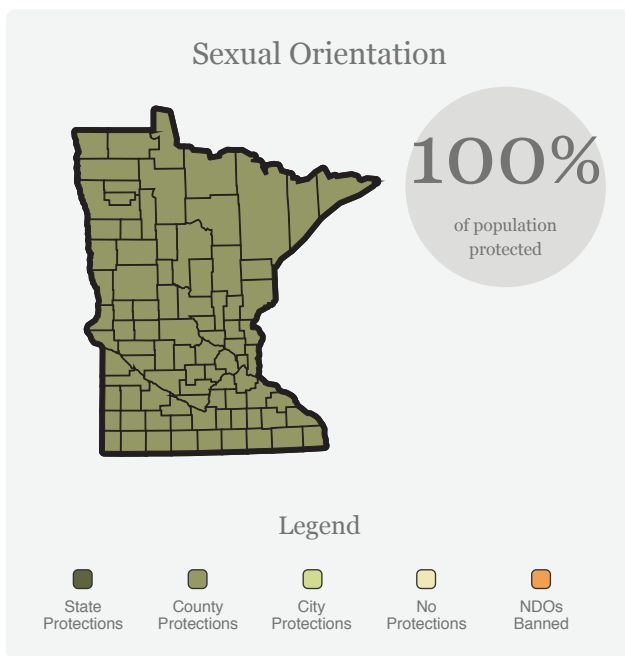 Sexual Orientation
100%
of population
protected
Legend
State
Protections
County
Protections
City
Protections
No
Protections
NDOs
Banned